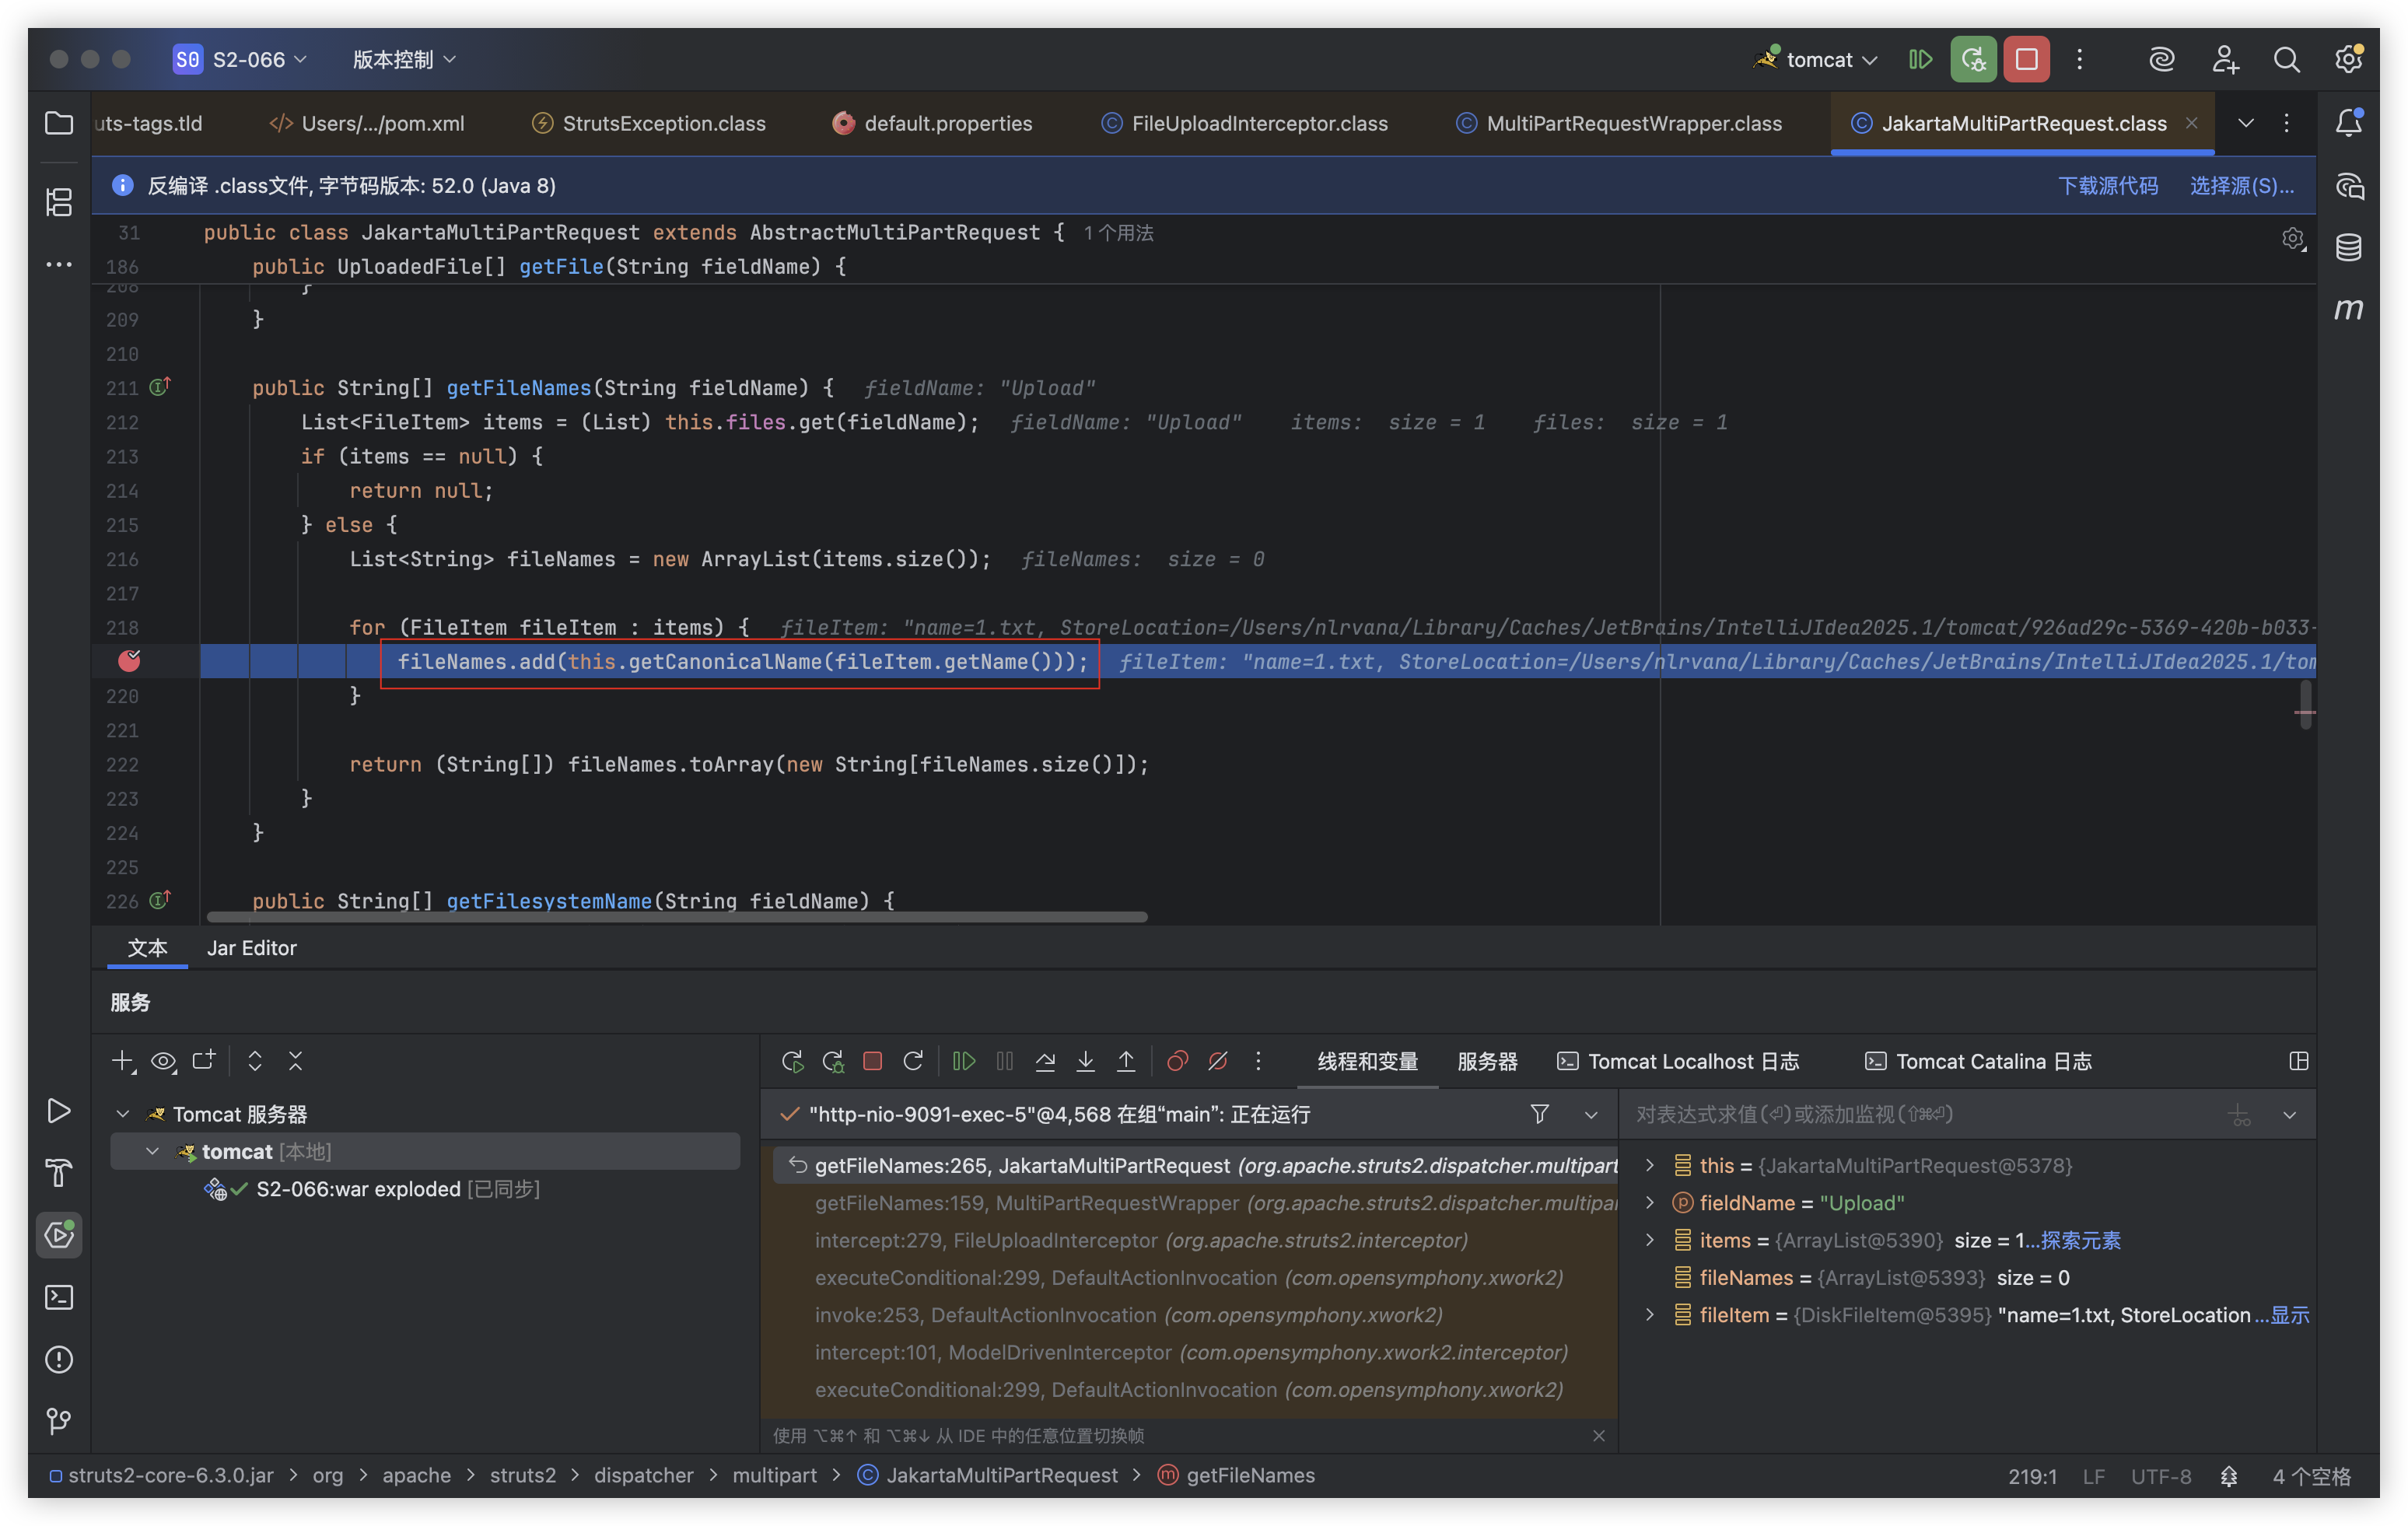 S0 S2-066 版本控制 tomcat
uts-tags.tld </> Users/.../pom.xml StrutsException.class default.properties FileUploadInterceptor.class MultiPartRequestWrapper.class JakartaMultiPartRequest.class
反编译 .class文件, 字节码版本: 52.0 (Java 8) 下载源代码 选择源(S)...
31 public class JakartaMultiPartRequest extends AbstractMultiPartRequest { 1 个用法
186 public UploadedFile[] getFile(String fieldName) {
208 }
209 }
210
211 public String[] getFileNames(String fieldName) { fieldName: "Upload"
212 List<FileItem> items = (List) this.files.get(fieldName); fieldName: "Upload" items: size = 1 files: size = 1
213 if (items == null) {
214 return null;
215 } else {
216 List<String> fileNames = new ArrayList(items.size()); fileNames: size = 0
217
218 for (FileItem fileItem : items) { fileItem: "name=1.txt, StoreLocation=/Users/nlrvana/Library/Caches/JetBrains/IntelliJIdea2025.1/tomcat/926ad29c-5369-420b-b033-
fileNames.add(this.getCanonicalName(fileItem.getName())); fileItem: "name=1.txt, StoreLocation=/Users/nlrvana/Library/Caches/JetBrains/IntelliJIdea2025.1/tom
220 }
221
222 return (String[]) fileNames.toArray(new String[fileNames.size()]);
223 }
224 }
225
226 public String[] getFilesystemName(String fieldName) {
文本 Jar Editor
服务
线程和变量 服务器 Tomcat Localhost 日志 Tomcat Catalina 日志
Tomcat 服务器
tomcat [本地]
S2-066:war exploded [已同步]
"http-nio-9091-exec-5"@4,568 在组“main”: 正在运行
getFileNames:265, JakartaMultiPartRequest (org.apache.struts2.dispatcher.multipart
getFileNames:159, MultiPartRequestWrapper (org.apache.struts2.dispatcher.multipar
intercept:279, FileUploadInterceptor (org.apache.struts2.interceptor)
executeConditional:299, DefaultActionInvocation (com.opensymphony.xwork2)
invoke:253, DefaultActionInvocation (com.opensymphony.xwork2)
intercept:101, ModelDrivenInterceptor (com.opensymphony.xwork2.interceptor)
executeConditional:299, DefaultActionInvocation (com.opensymphony.xwork2)
使用 ⌥⌘↑ 和 ⌥⌘↓ 从 IDE 中的任意位置切换帧
对表达式求值(⏎)或添加监视(⇧⌘⏎)
this = {JakartaMultiPartRequest@5378}
fieldName = "Upload"
items = {ArrayList@5390} size = 1...探索元素
fileNames = {ArrayList@5393} size = 0
fileItem = {DiskFileItem@5395} "name=1.txt, StoreLocation ...显示
struts2-core-6.3.0.jar > org > apache > struts2 > dispatcher > multipart > JakartaMultiPartRequest > getFileNames 219:1 LF UTF-8 4 个空格